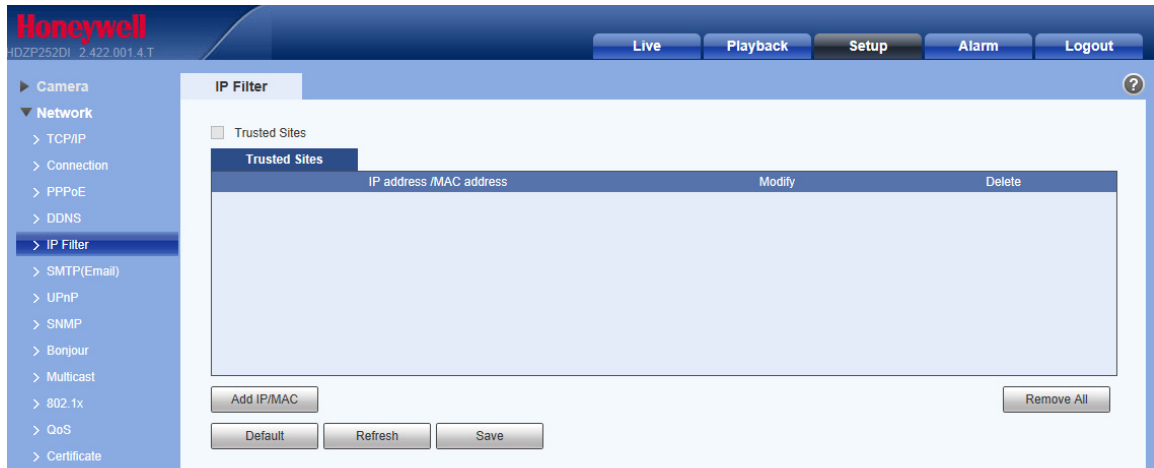 Honeywell
HDZP252DI 2.422.001.4.T
Live Playback Setup Alarm Logout
Camera
Network
> TCP/IP
> Connection
> PPPoE
> DDNS
> IP Filter
> SMTP(Email)
> UPnP
> SNMP
> Bonjour
> Multicast
> 802.1x
> QoS
> Certificate
IP Filter
?
Trusted Sites
Trusted Sites
IP address /MAC address Modify Delete
Add IP/MAC Remove All
Default Refresh Save